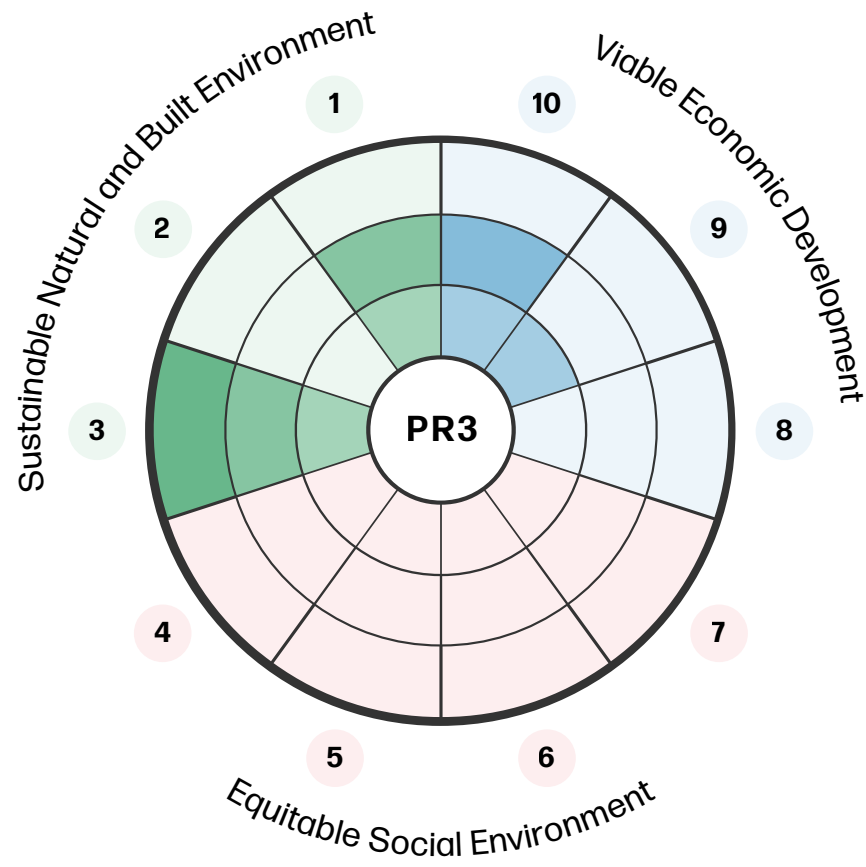 Sustainable Natural and Built Environment
Viable Economic Development
1
10
2
9
3
PR3
8
4
7
5
6
Equitable Social Environment